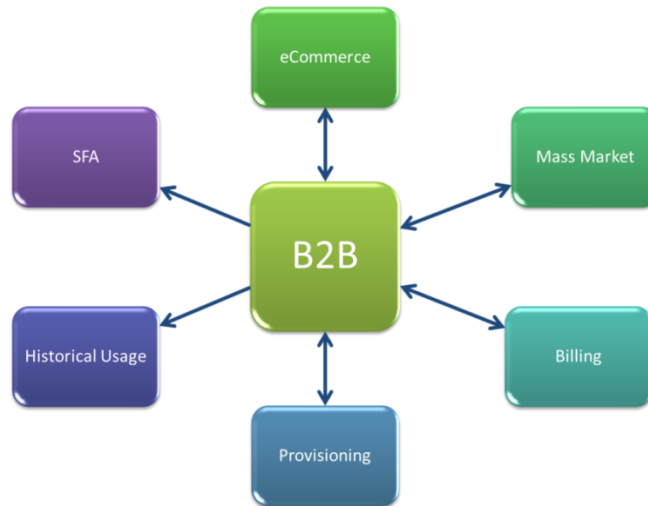 eCommerce
SFA
Mass Market
B2B
Historical Usage
Billing
Provisioning